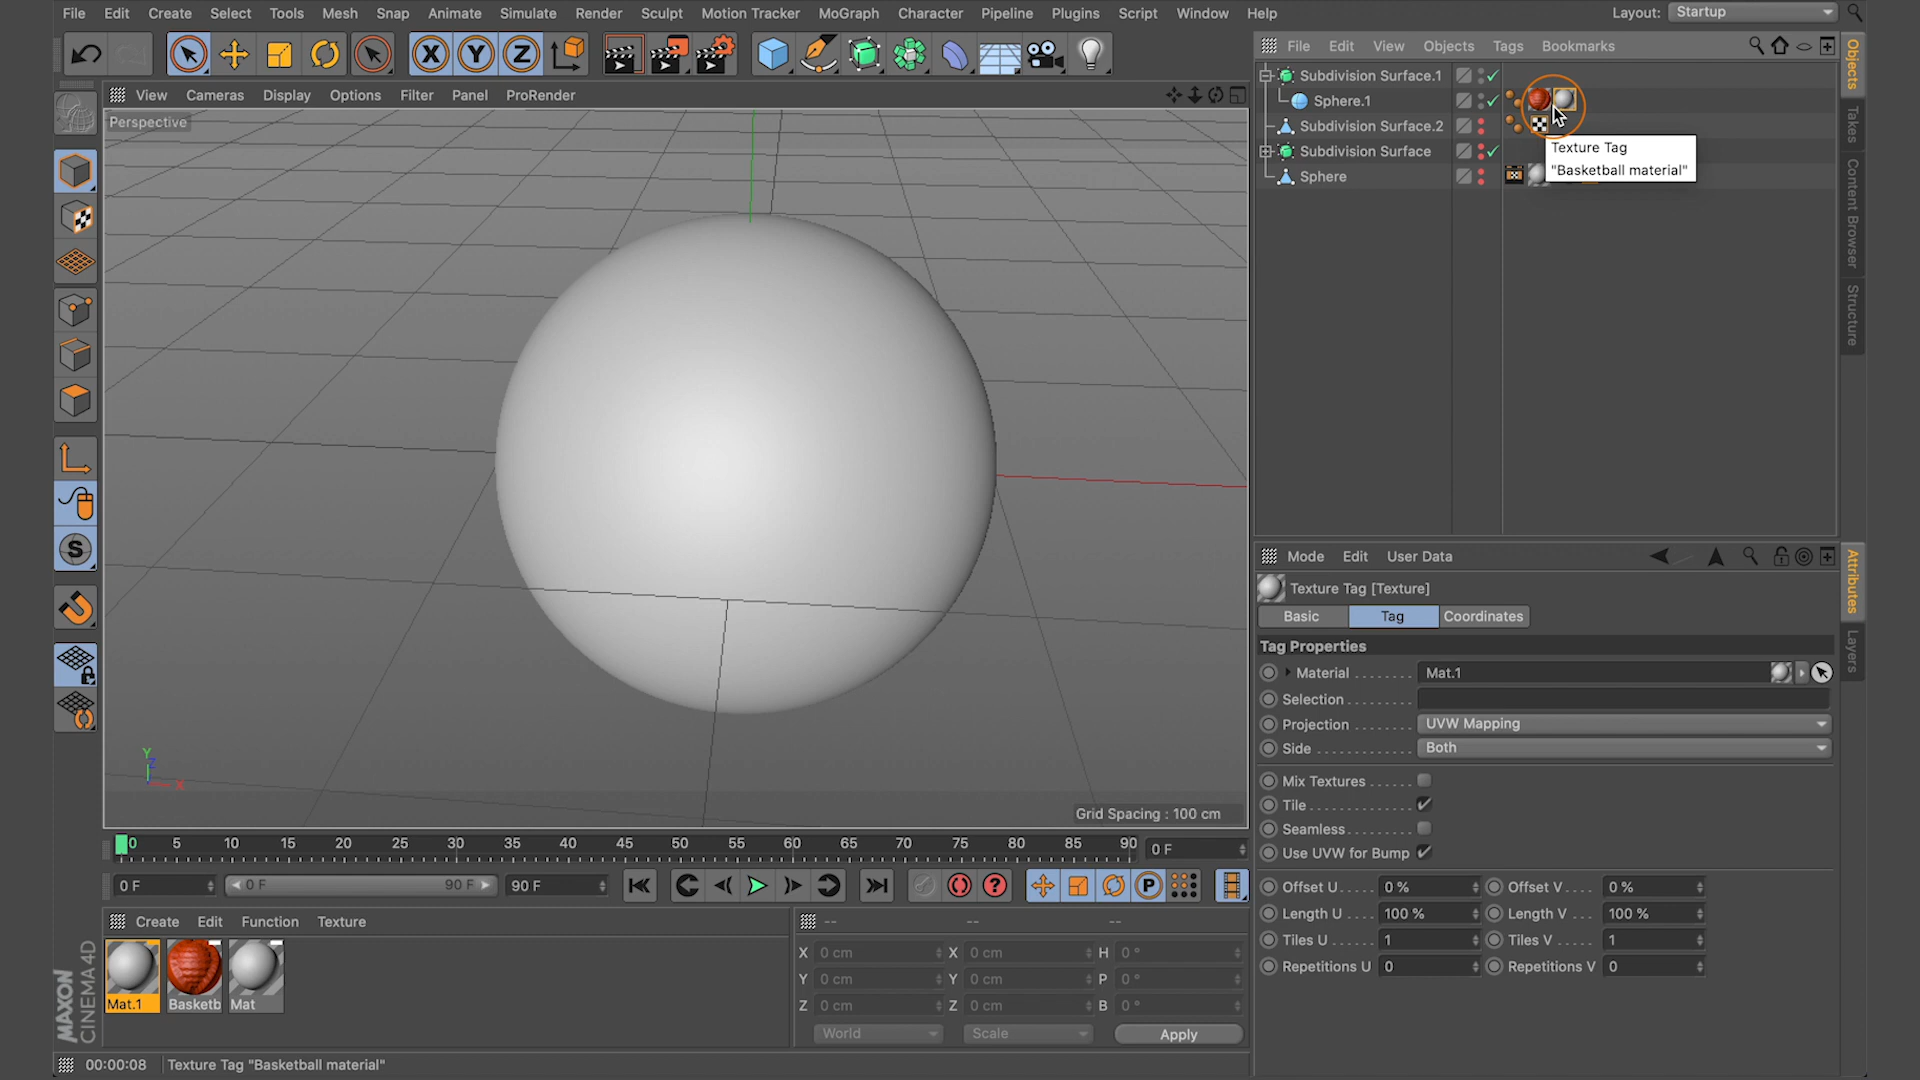 File Edit Create Select Tools Mesh Snap Animate Simulate Render Sculpt Motion Tracker MoGraph Character Pipeline Plugins Script Window Help Layout: Startup
X Y Z
File Edit View Objects Tags Bookmarks
Objects
Takes
Content Browser
Structure
View Cameras Display Options Filter Panel ProRender
Perspective
Subdivision Surface.1
Sphere.1
Subdivision Surface.2
Subdivision Surface
Sphere
Texture Tag
"Basketball material"
S
Y
Z
X
Grid Spacing : 100 cm
0 5 10 15 20 25 30 35 40 45 50 55 60 65 70 75 80 85 90 0 F
0 F 0 F 90 F 90 F ? P
Create Edit Function Texture
Mat.1 Basketb Mat
-- -- --
X 0 cm X 0 cm H 0 °
Y 0 cm Y 0 cm P 0 °
Z 0 cm Z 0 cm B 0 °
World Scale Apply
MAXON
CINEMA 4D
00:00:08 Texture Tag "Basketball material"
Mode Edit User Data
Attributes
Layers
Texture Tag [Texture]
Basic Tag Coordinates
Tag Properties
Material ........ Mat.1
Selection .........
Projection ........ UVW Mapping
Side ............ Both
Mix Textures ......
Tile .............
Seamless.........
Use UVW for Bump
Offset U..... 0 % Offset V.... 0 %
Length U .... 100 % Length V ... 100 %
Tiles U...... 1 Tiles V..... 1
Repetitions U 0 Repetitions V 0